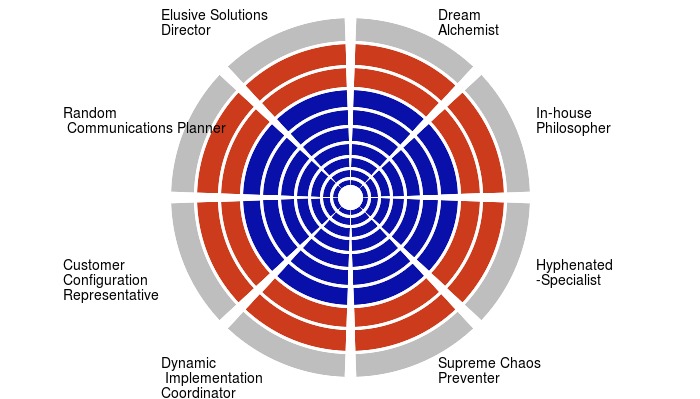 Elusive Solutions
Director
Dream
Alchemist
Random
Communications Planner
In-house
Philosopher
Customer
Configuration
Representative
Hyphenated
-Specialist
Dynamic
Implementation
Coordinator
Supreme Chaos
Preventer